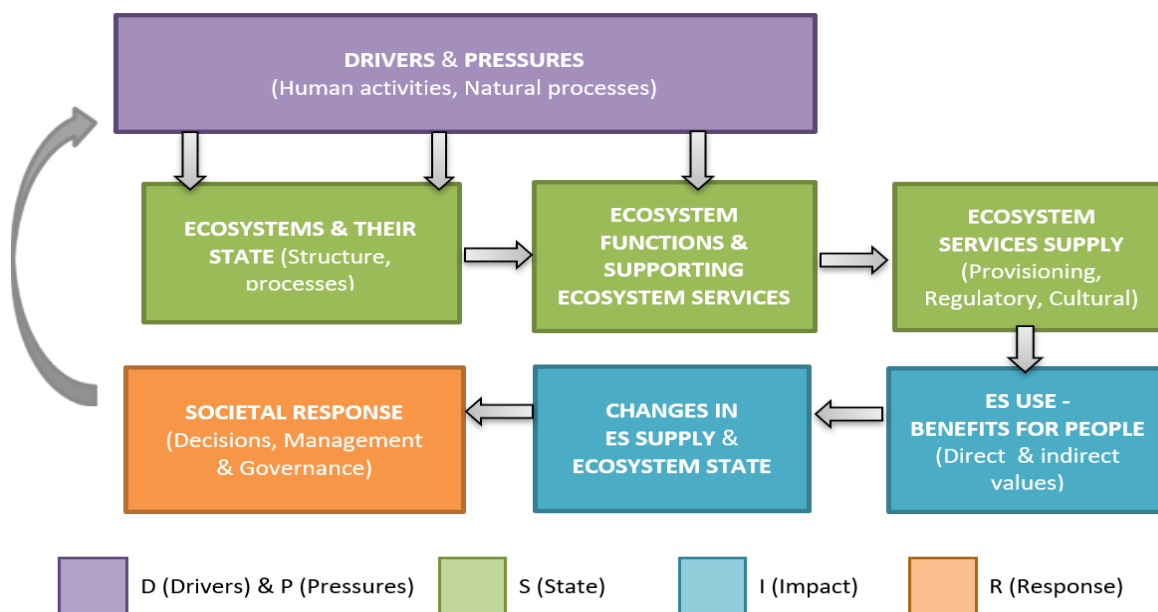 DRIVERS & PRESSURES
(Human activities, Natural processes)
ECOSYSTEMS & THEIR
STATE (Structure,
processes)
ECOSYSTEM
FUNCTIONS &
SUPPORTING
ECOSYSTEM SERVICES
ECOSYSTEM
SERVICES SUPPLY
(Provisioning,
Regulatory, Cultural)
SOCIETAL RESPONSE
(Decisions, Management
& Governance)
CHANGES IN
ES SUPPLY &
ECOSYSTEM STATE
ES USE -
BENEFITS FOR PEOPLE
(Direct & indirect
values)
D (Drivers) & P (Pressures)
S (State)
I (Impact)
R (Response)